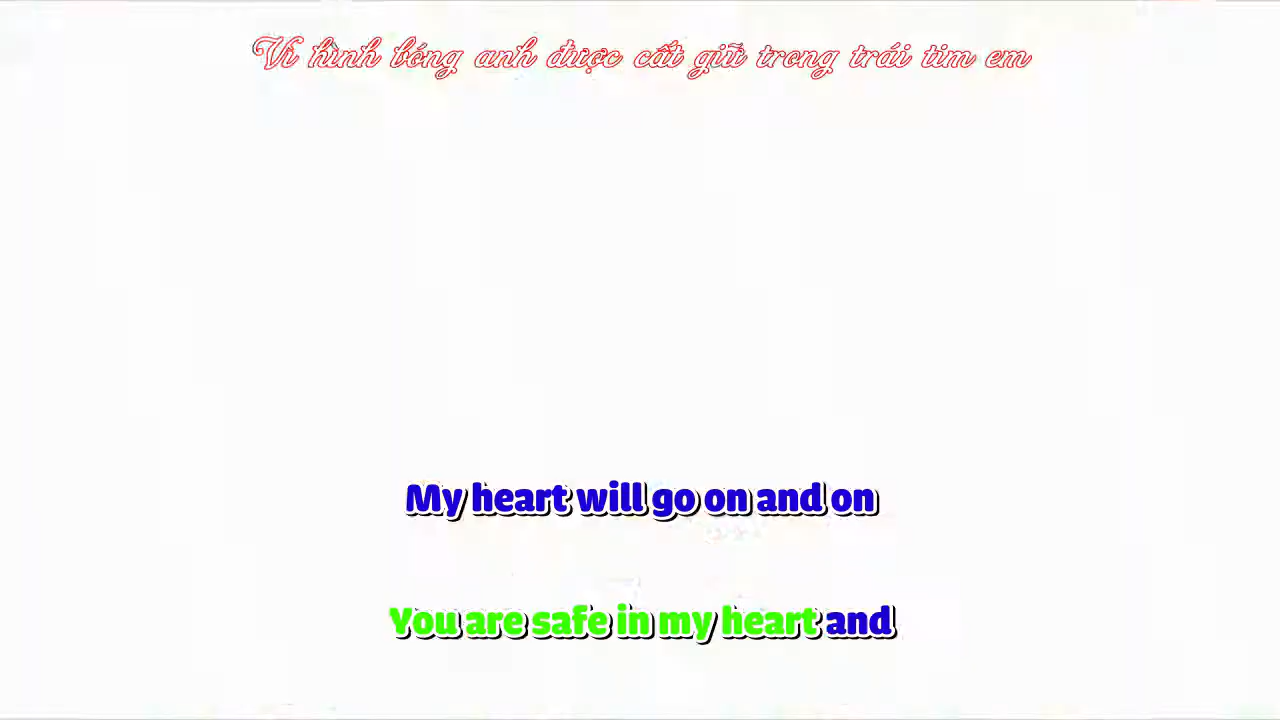 Vì hình bóng anh được cất giữ trong trái tim em
My heart will go on and on
You are safe in my heart and